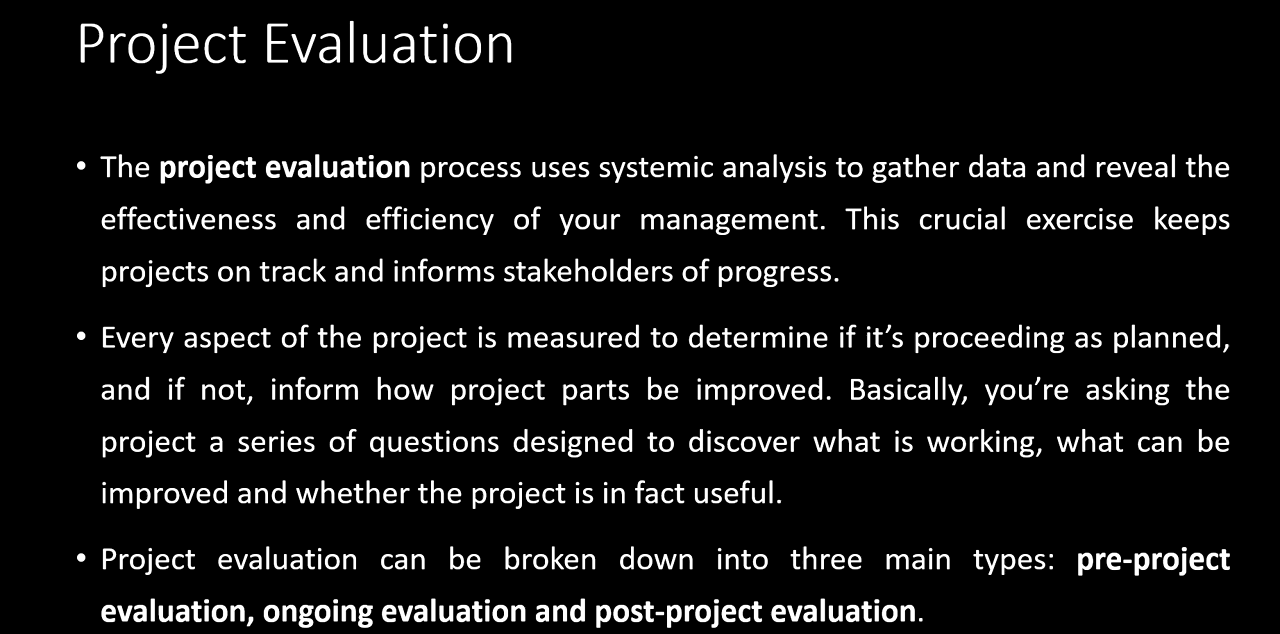 Project Evaluation
• The project evaluation process uses systemic analysis to gather data and reveal the
effectiveness and efficiency of your management. This crucial exercise keeps
projects on track and informs stakeholders of progress.
• Every aspect of the project is measured to determine if it’s proceeding as planned,
and if not, inform how project parts be improved. Basically, you’re asking the
project a series of questions designed to discover what is working, what can be
improved and whether the project is in fact useful.
• Project evaluation can be broken down into three main types: pre-project
evaluation, ongoing evaluation and post-project evaluation.